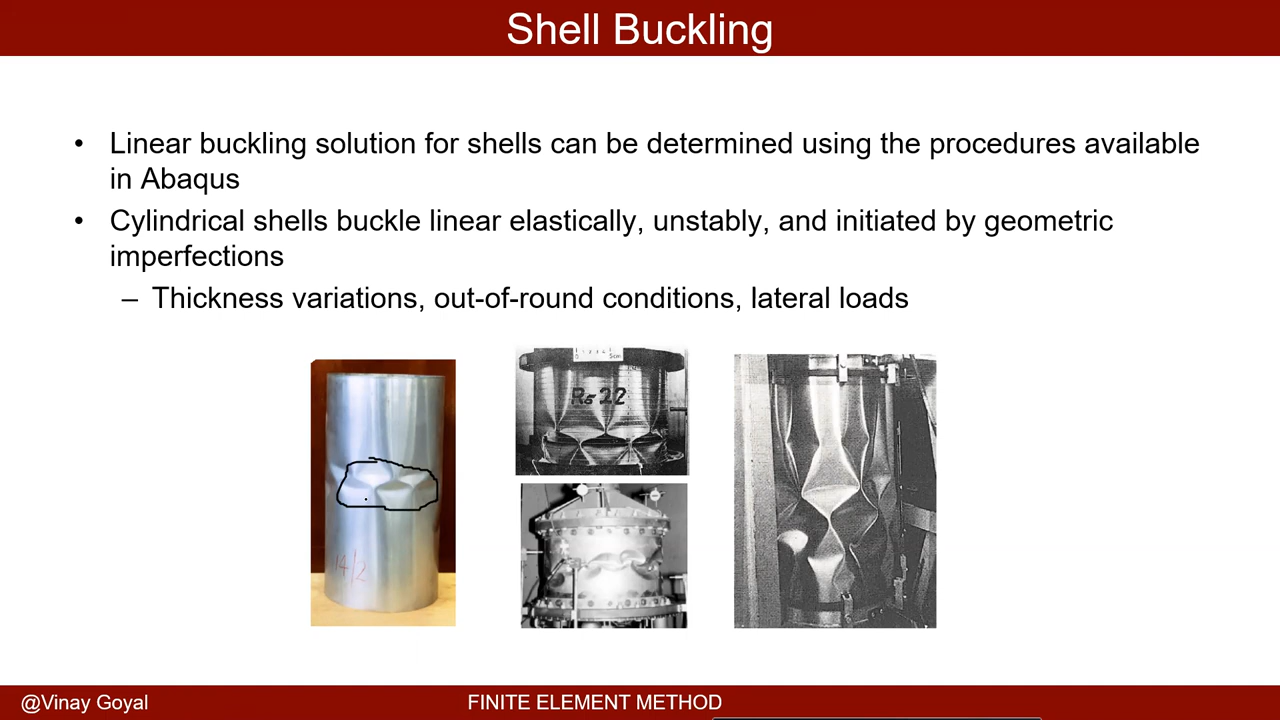 Shell Buckling
• Linear buckling solution for shells can be determined using the procedures available
in Abaqus
• Cylindrical shells buckle linear elastically, unstably, and initiated by geometric
imperfections
– Thickness variations, out-of-round conditions, lateral loads
5cm
R522
14/2
@Vinay Goyal
FINITE ELEMENT METHOD